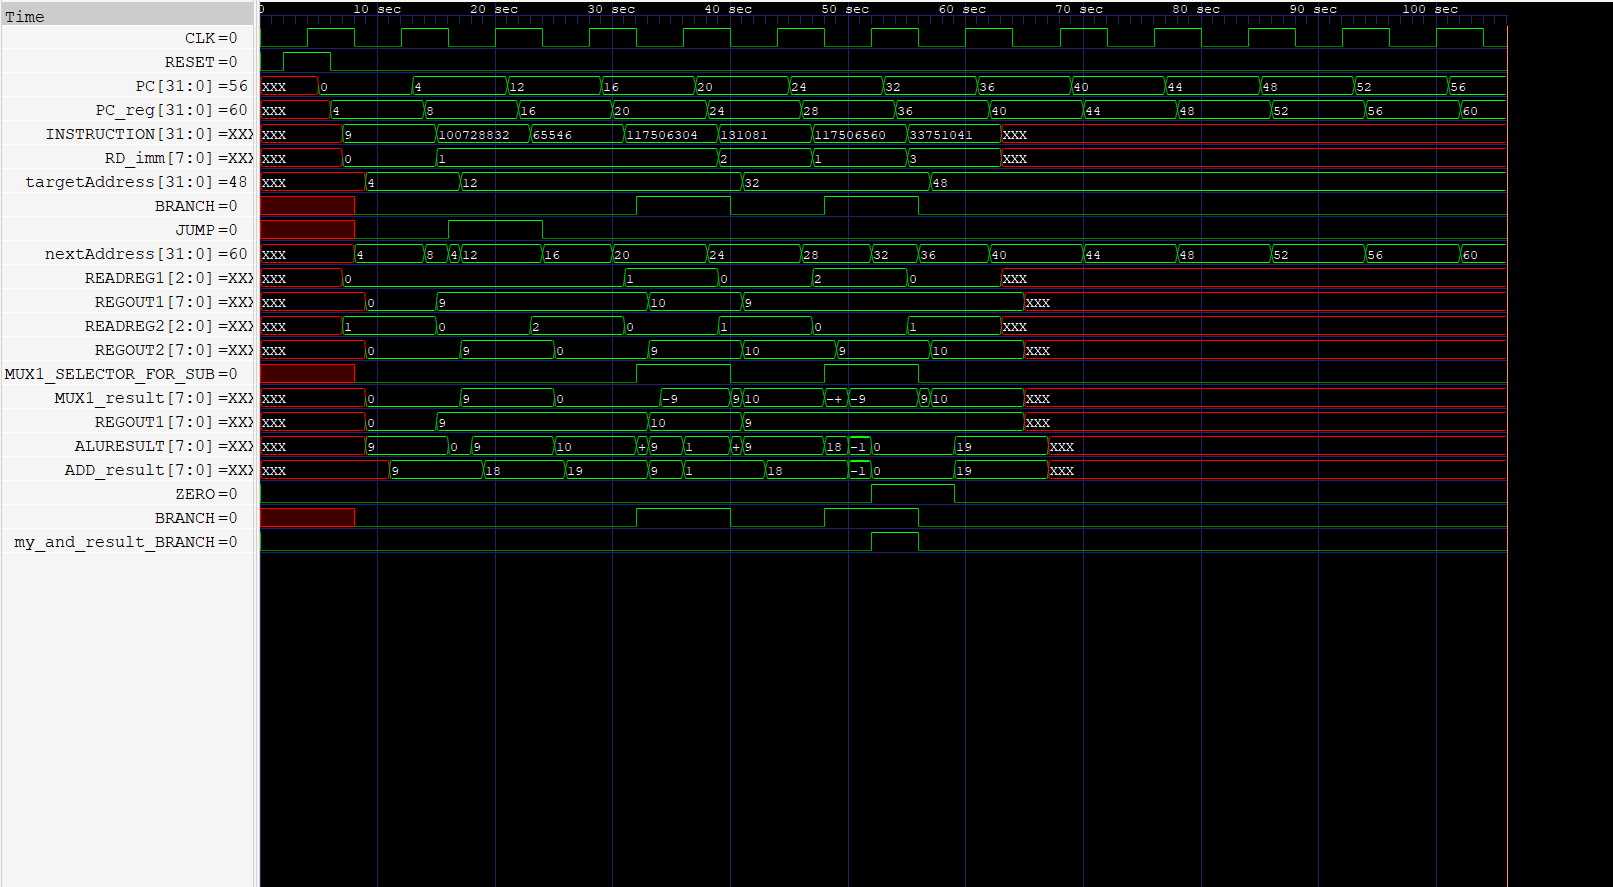 Time
0 10 sec 20 sec 30 sec 40 sec 50 sec 60 sec 70 sec 80 sec 90 sec 100 sec
CLK=0
RESET=0
PC[31:0]=56 XXX 0 4 12 16 20 24 32 36 40 44 48 52 56
PC_reg[31:0]=60 XXX 4 8 16 20 24 28 36 40 44 48 52 56 60
INSTRUCTION[31:0]=XXX XXX 9 100728832 65546 117506304 131081 117506560 33751041 XXX
RD_imm[7:0]=XXX XXX 0 1 2 1 3 XXX
targetAddress[31:0]=48 XXX 4 12 32 48
BRANCH=0
JUMP=0
nextAddress[31:0]=60 XXX 4 8 4 12 16 20 24 28 32 36 40 44 48 52 56 60
READREG1[2:0]=XXX XXX 0 1 0 2 0 XXX
REGOUT1[7:0]=XXX XXX 0 9 10 9 XXX
READREG2[2:0]=XXX XXX 1 0 2 0 1 0 1 XXX
REGOUT2[7:0]=XXX XXX 0 9 0 9 10 9 10 XXX
MUX1_SELECTOR_FOR_SUB=0
MUX1_result[7:0]=XXX XXX 0 9 0 -9 9 10 -+ -9 9 10 XXX
REGOUT1[7:0]=XXX XXX 0 9 10 9 XXX
ALURESULT[7:0]=XXX XXX 9 0 9 10 + 9 1 + 9 18 -1 0 19 XXX
ADD_result[7:0]=XXX XXX 9 18 19 9 1 18 -1 0 19 XXX
ZERO=0
BRANCH=0
my_and_result_BRANCH=0